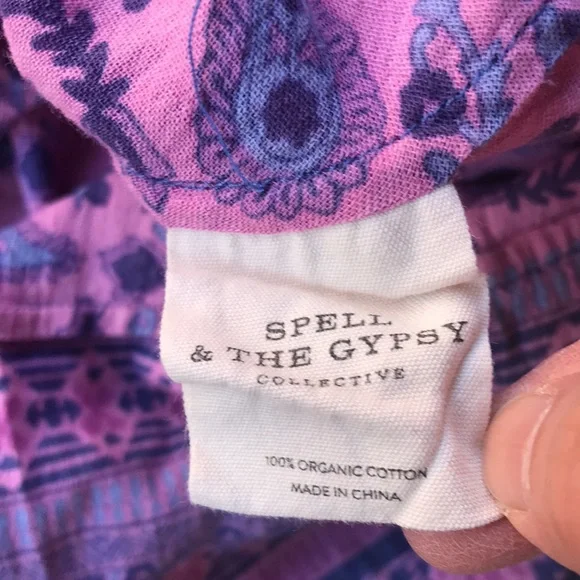 SPELL
& THE GYPSY
COLLECTIVE
100% ORGANIC COTTON
MADE IN CHINA